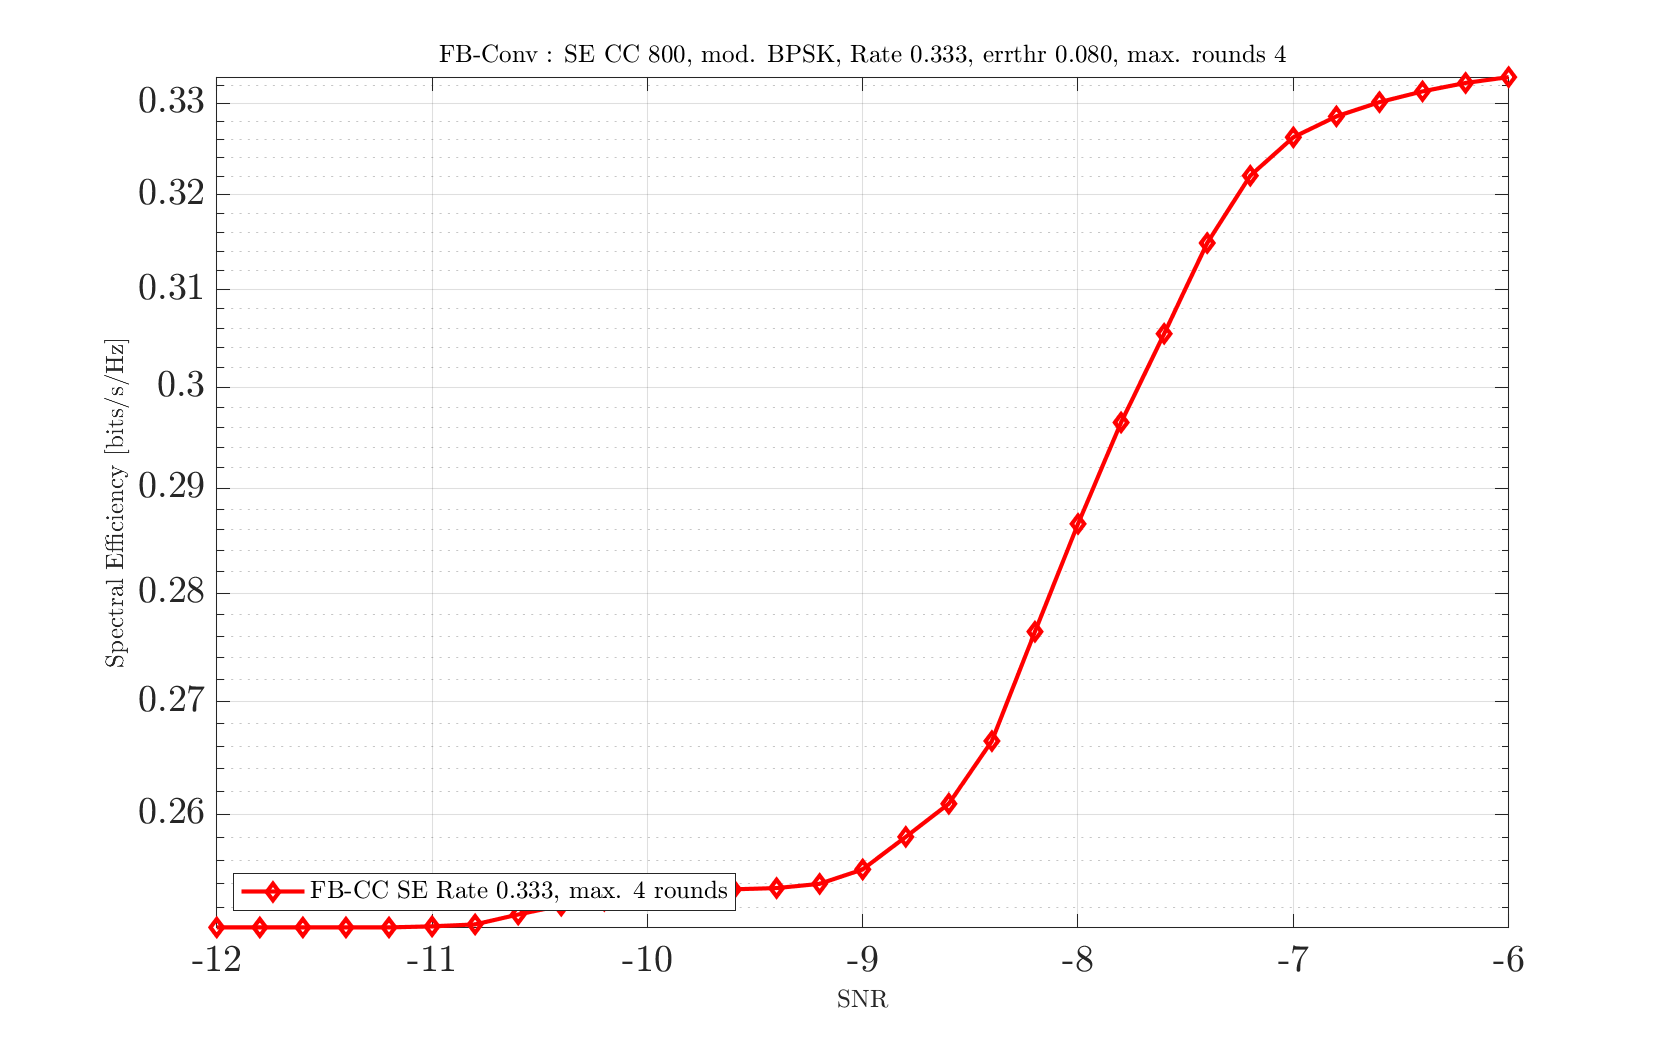 FB-Conv : SE CC 800, mod. BPSK, Rate 0.333, errthr 0.080, max. rounds 4
0.33
0.32
0.31
0.3
0.29
0.28
0.27
0.26
Spectral Efficiency [bits/s/Hz]
FB-CC SE Rate 0.333, max. 4 rounds
-12 -11 -10 -9 -8 -7 -6
SNR